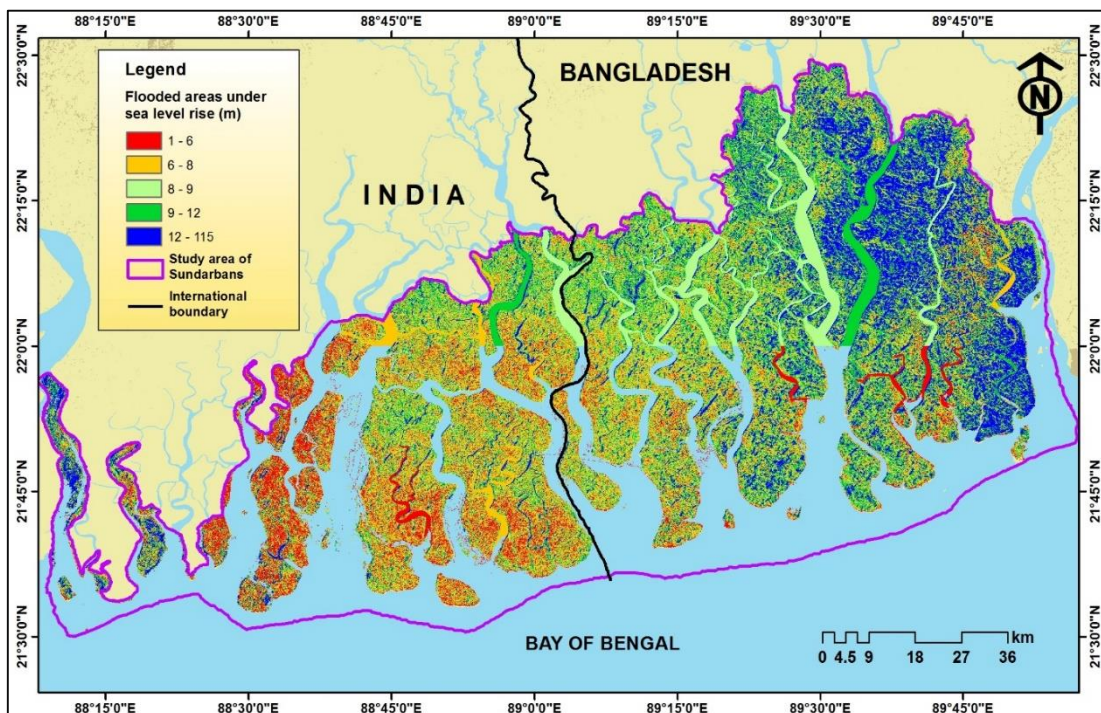 88°15'0"E 88°30'0"E 88°45'0"E 89°0'0"E 89°15'0"E 89°30'0"E 89°45'0"E
22°30'0"N 22°30'0"N
Legend
Flooded areas under
sea level rise (m)
1 - 6
6 - 8
8 - 9
9 - 12
12 - 115
Study area of
Sundarbans
International
boundary
BANGLADESH
N
INDIA
22°15'0"N 22°15'0"N
22°0'0"N 22°0'0"N
21°45'0"N 21°45'0"N
21°30'0"N 21°30'0"N
BAY OF BENGAL
km
0 4.5 9 18 27 36
88°15'0"E 88°30'0"E 88°45'0"E 89°0'0"E 89°15'0"E 89°30'0"E 89°45'0"E